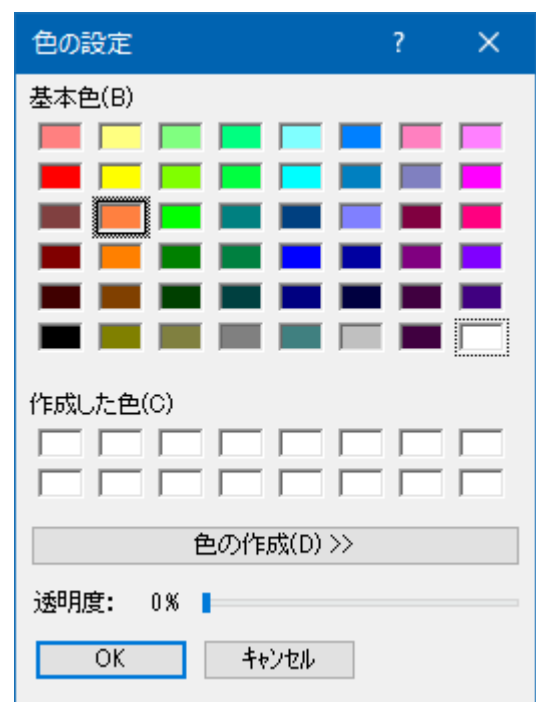 色の設定 ?
基本色(B)
作成した色(C)
色の作成(D) >>
透明度: 0%
OK ｷｬﾝｾﾙ